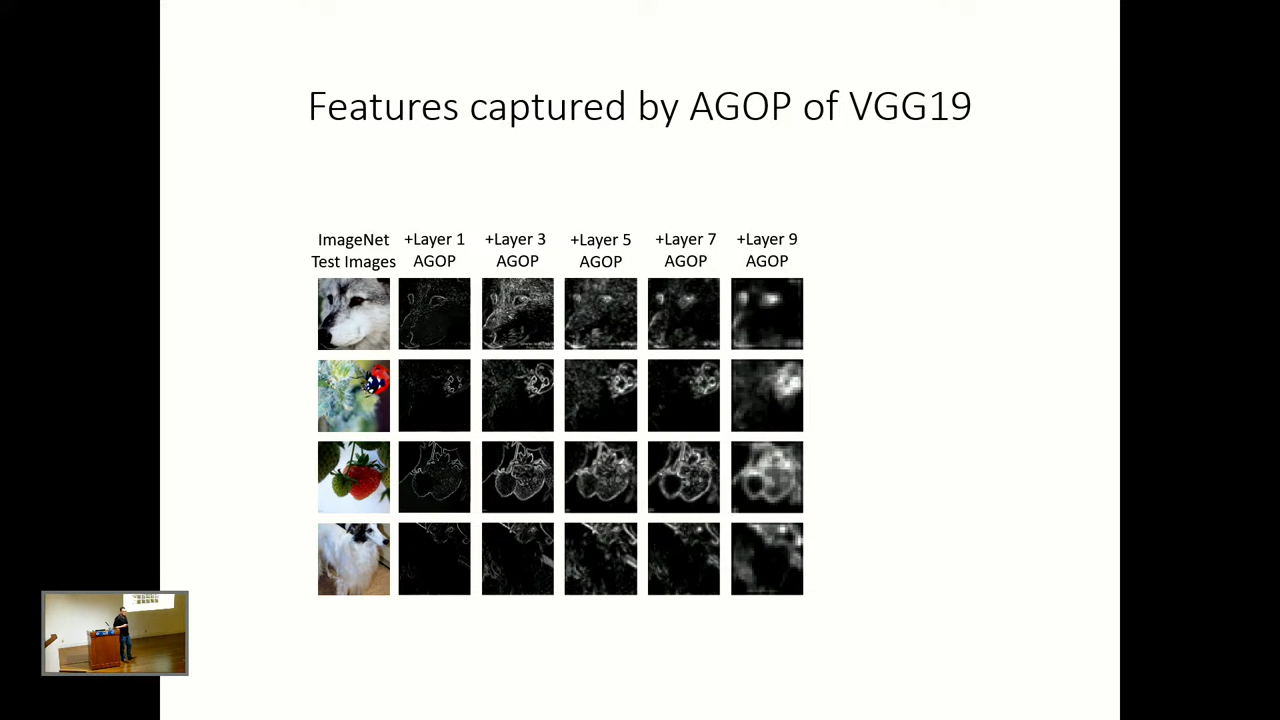 Features captured by AGOP of VGG19
ImageNet
Test Images
+Layer 1
AGOP
+Layer 3
AGOP
+Layer 5
AGOP
+Layer 7
AGOP
+Layer 9
AGOP